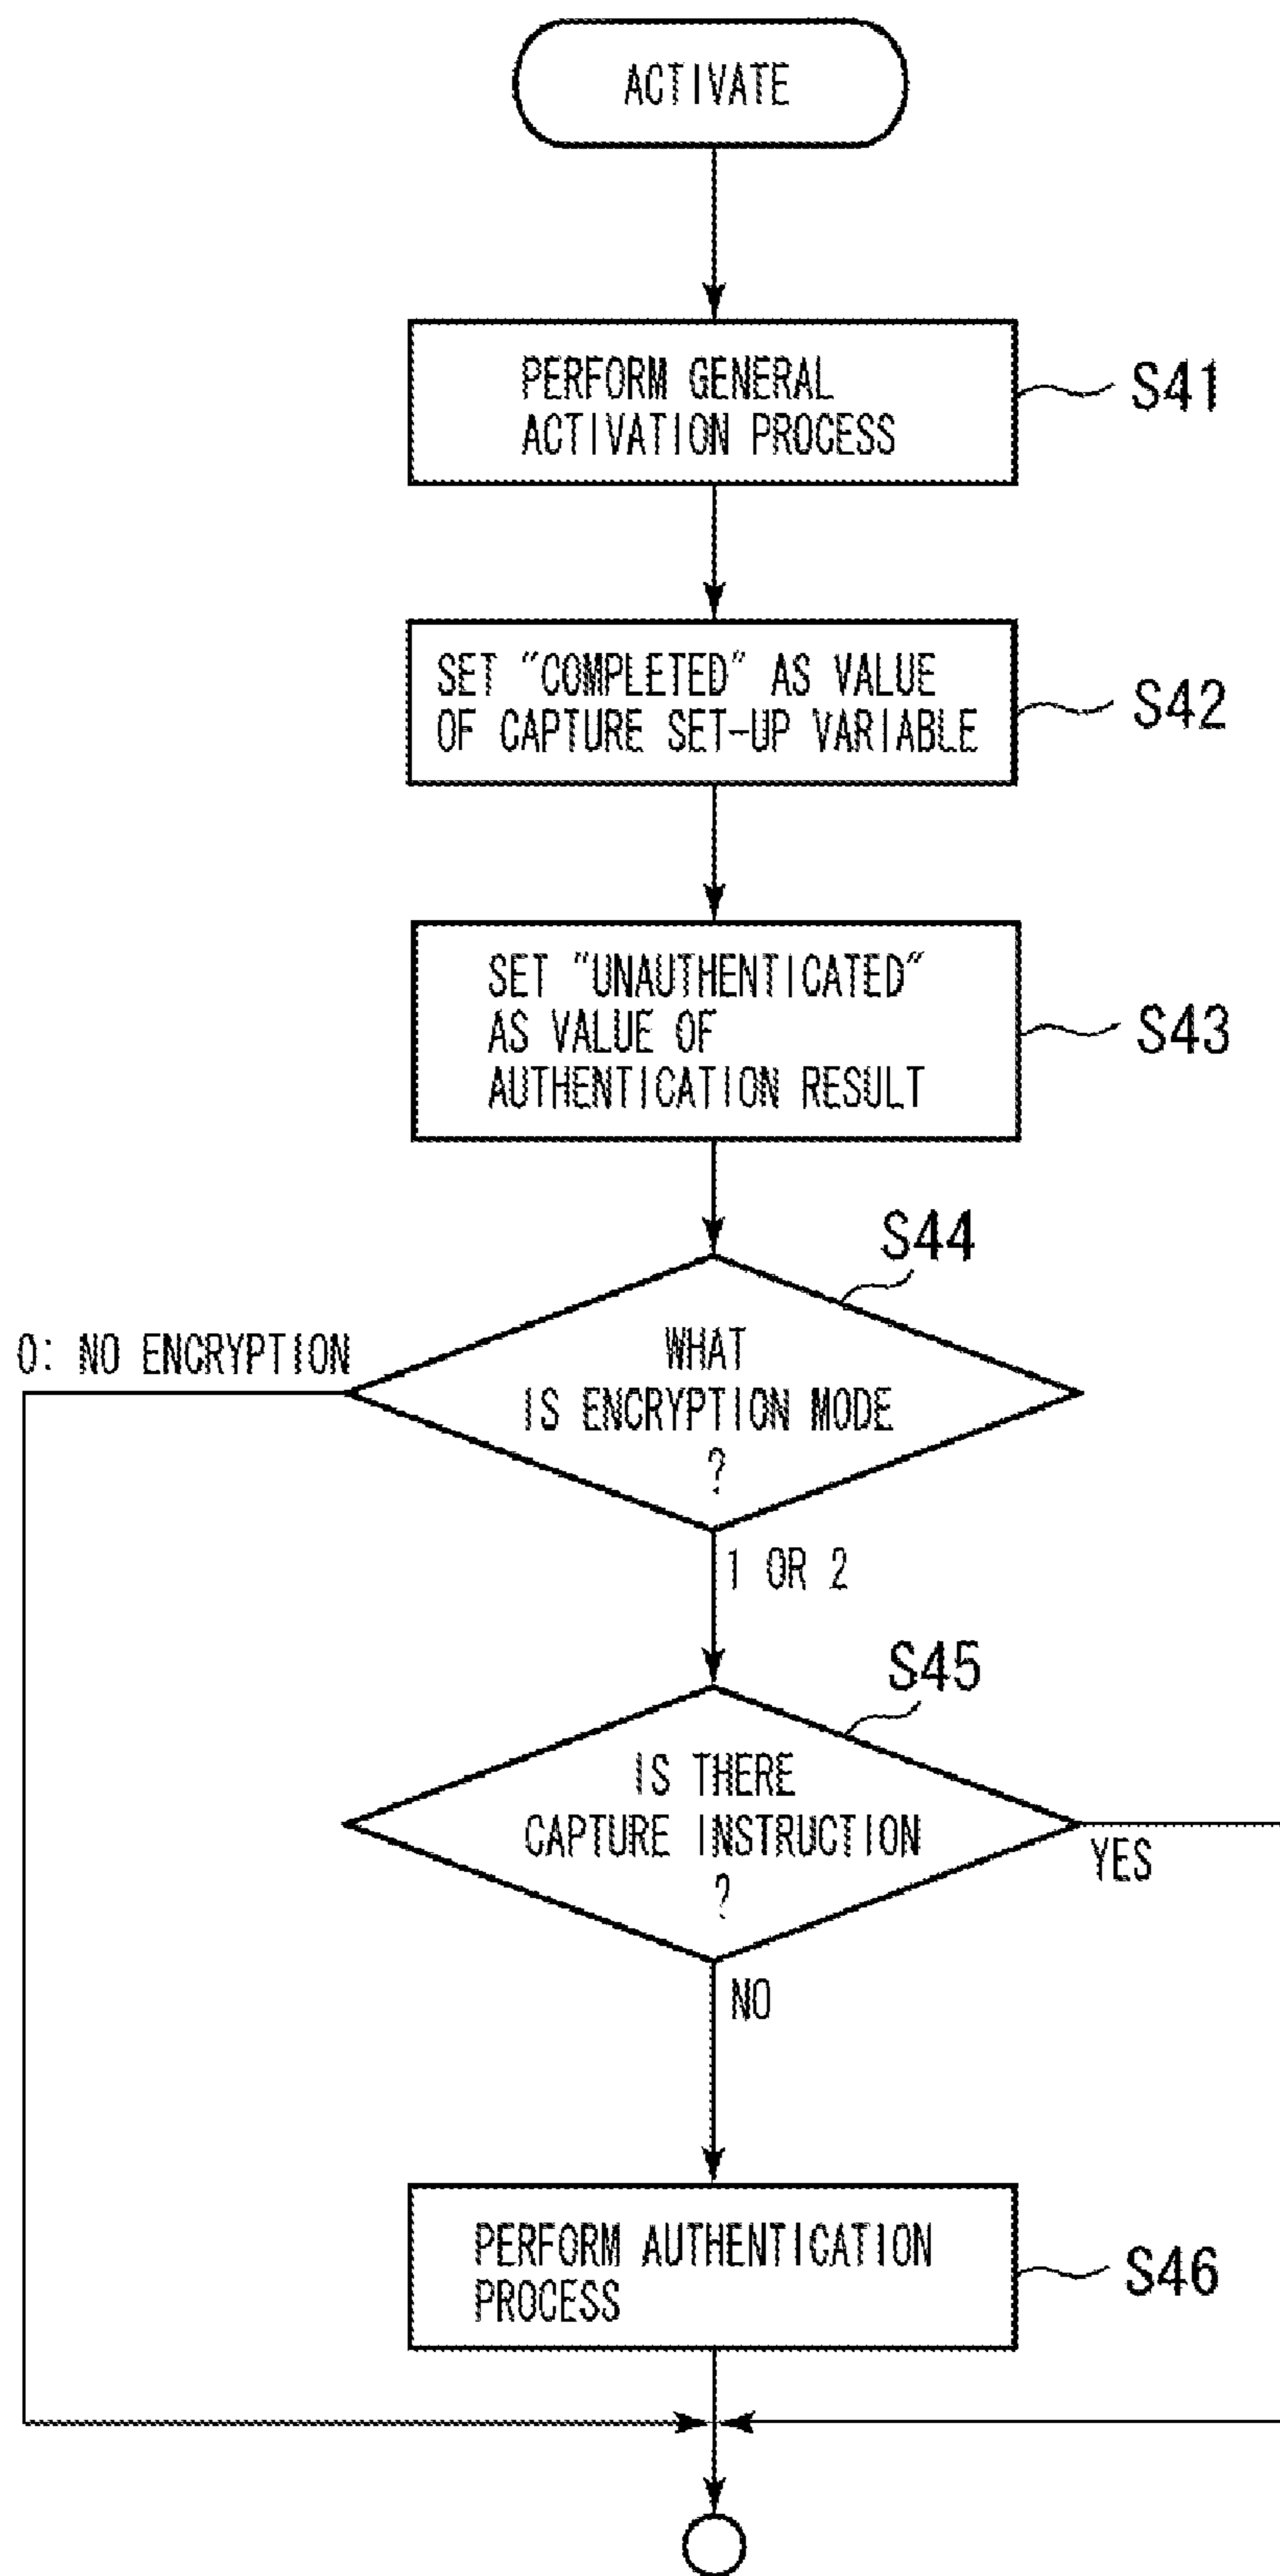 ACTIVATE
PERFORM GENERAL
ACTIVATION PROCESS
S41
SET "COMPLETED" AS VALUE
OF CAPTURE SET-UP VARIABLE
S42
SET "UNAUTHENTICATED"
AS VALUE OF
AUTHENTICATION RESULT
S43
S44
0: NO ENCRYPTION
WHAT
IS ENCRYPTION MODE
?
1 OR 2
S45
IS THERE
CAPTURE INSTRUCTION
?
YES
NO
PERFORM AUTHENTICATION
PROCESS
S46